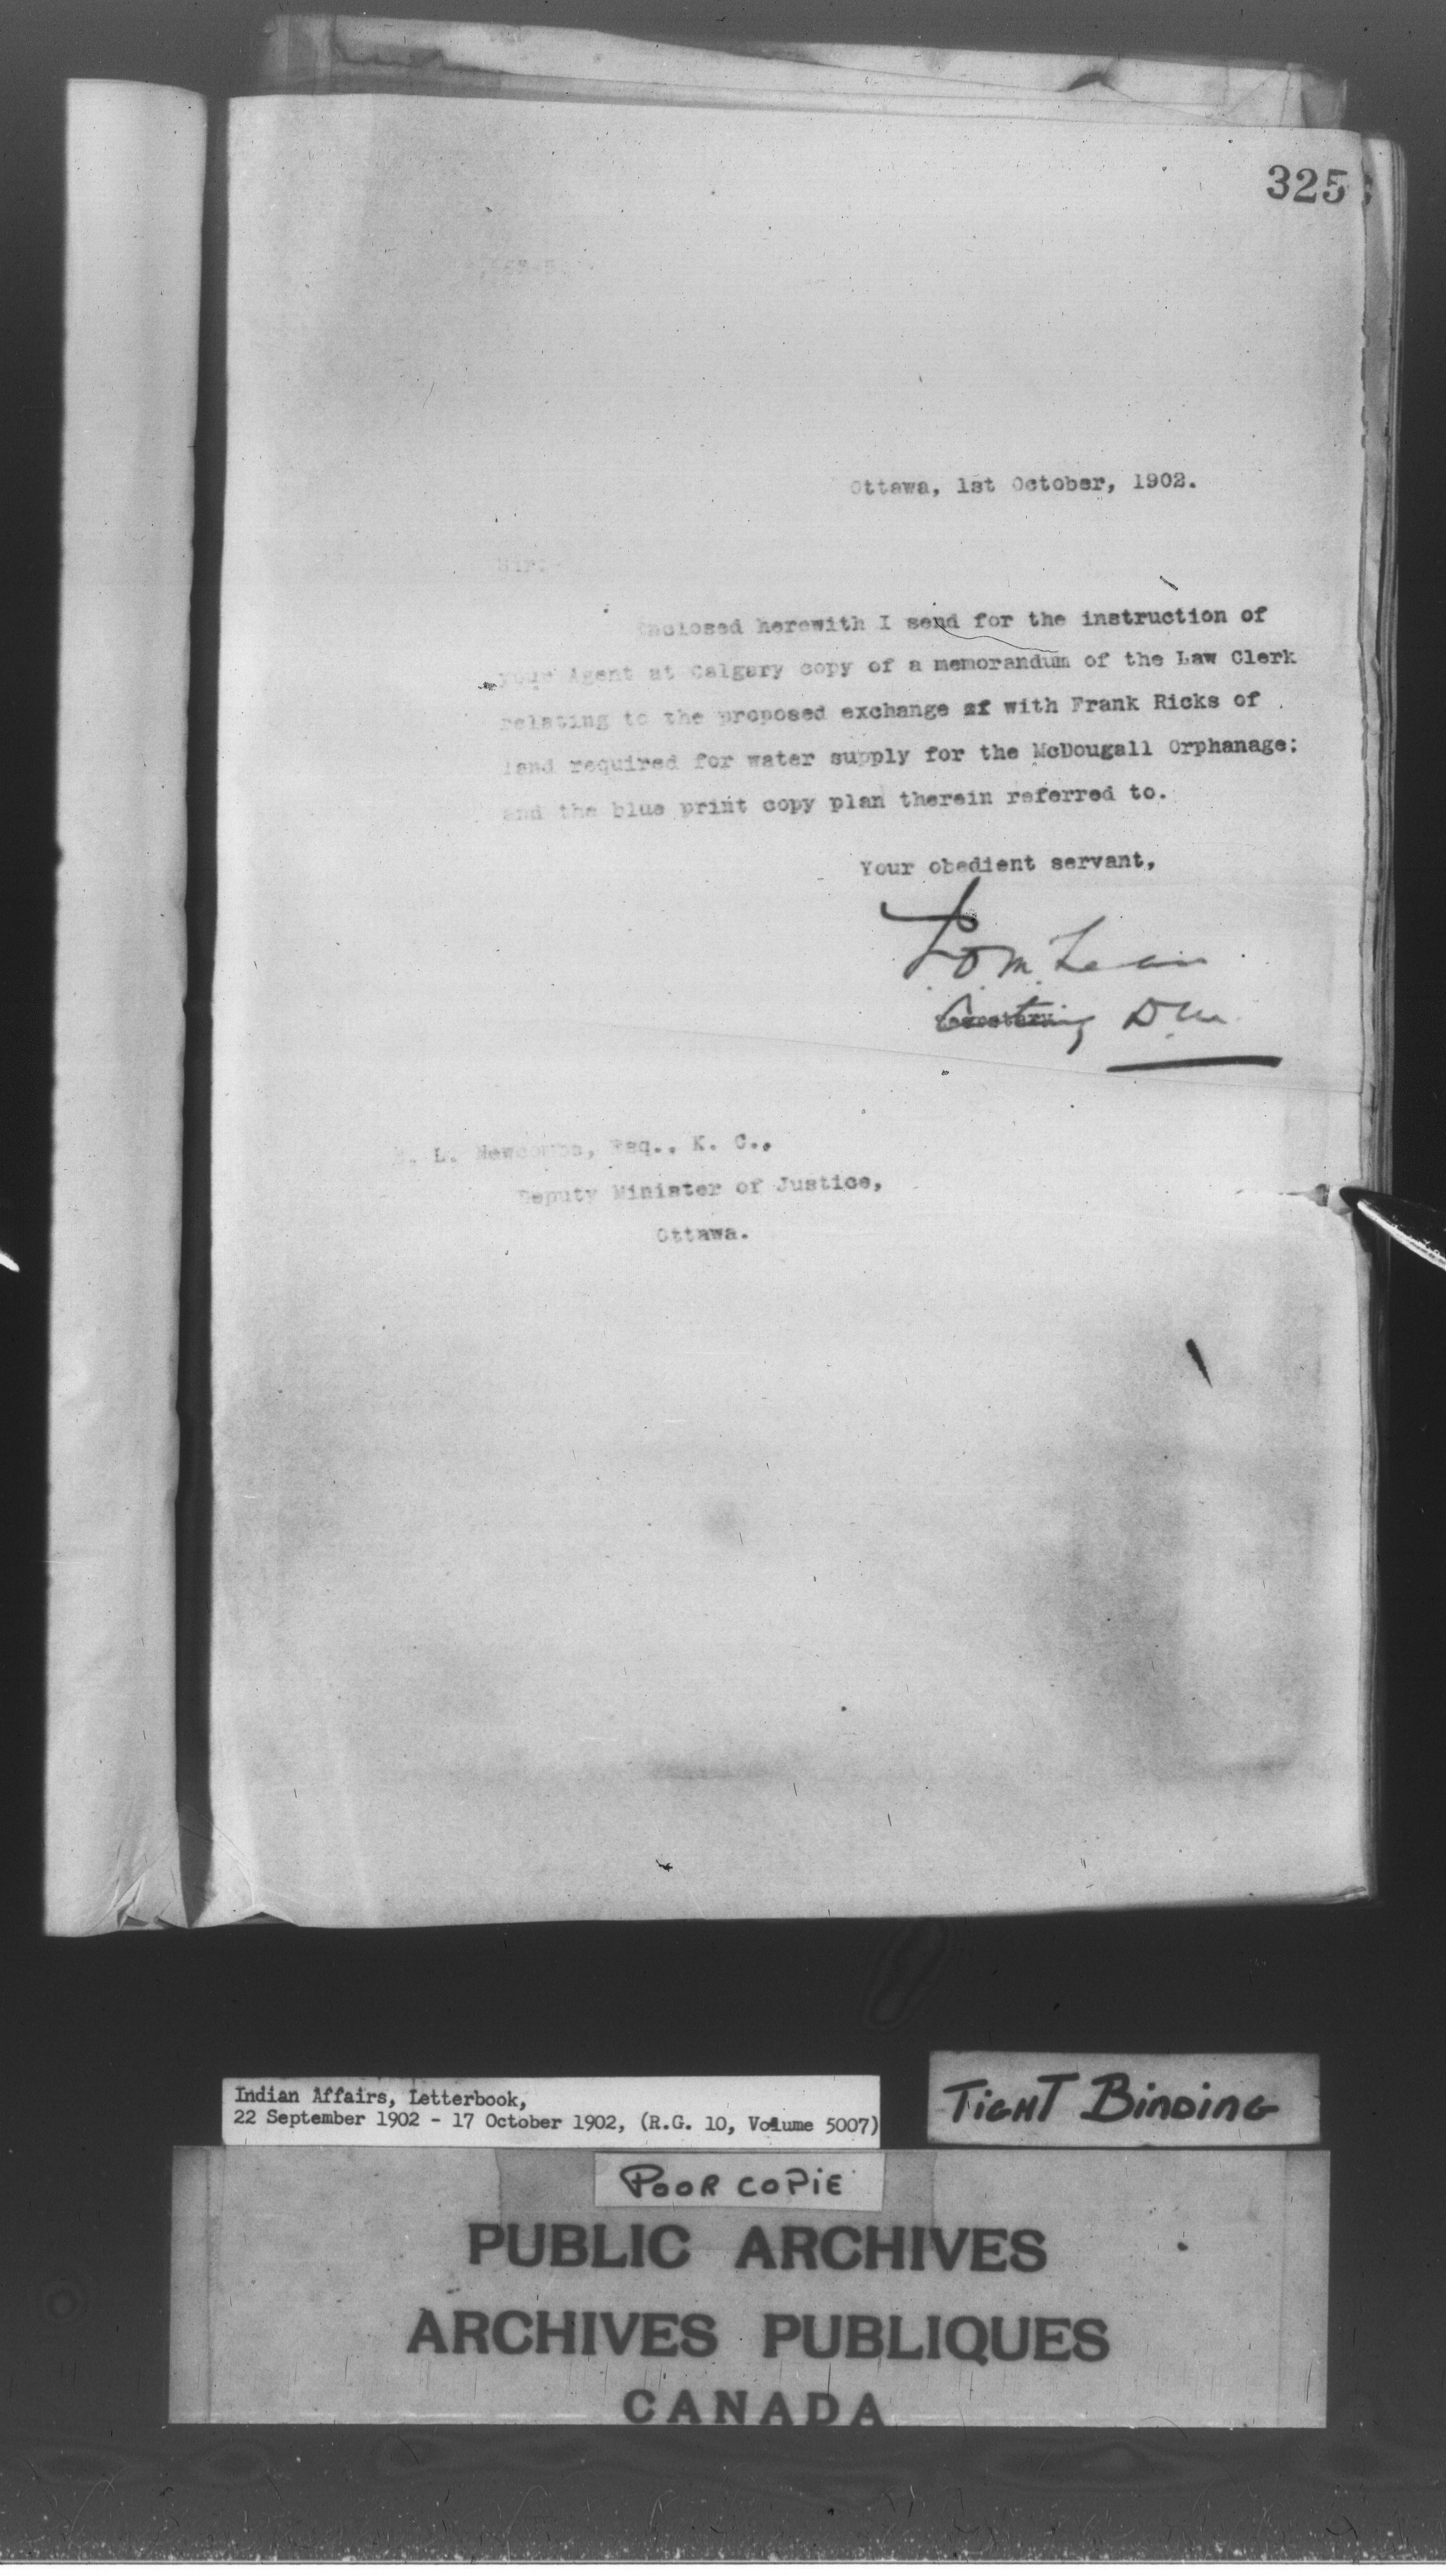 325
Ottawa, 1st October, 1902.
Sir:
Enclosed herewith I send for the instruction of
your Agent at Calgary copy of a memorandum of the Law Clerk
relating to the proposed exchange with Frank Ricks of
land required for water supply for the McDougall Orphanage;
and the blue print copy plan therein referred to.
Your obedient servant,
Secretary Acting D.M.
L. Newcombe, Esq., K. C.,
Deputy Minister of Justice,
Ottawa.
Indian Affairs, Letterbook,
22 September 1902 - 17 October 1902, (R.G. 10, Volume 5007)
TIGHT BINDING
POOR COPIE
PUBLIC ARCHIVES
ARCHIVES PUBLIQUES
CANADA